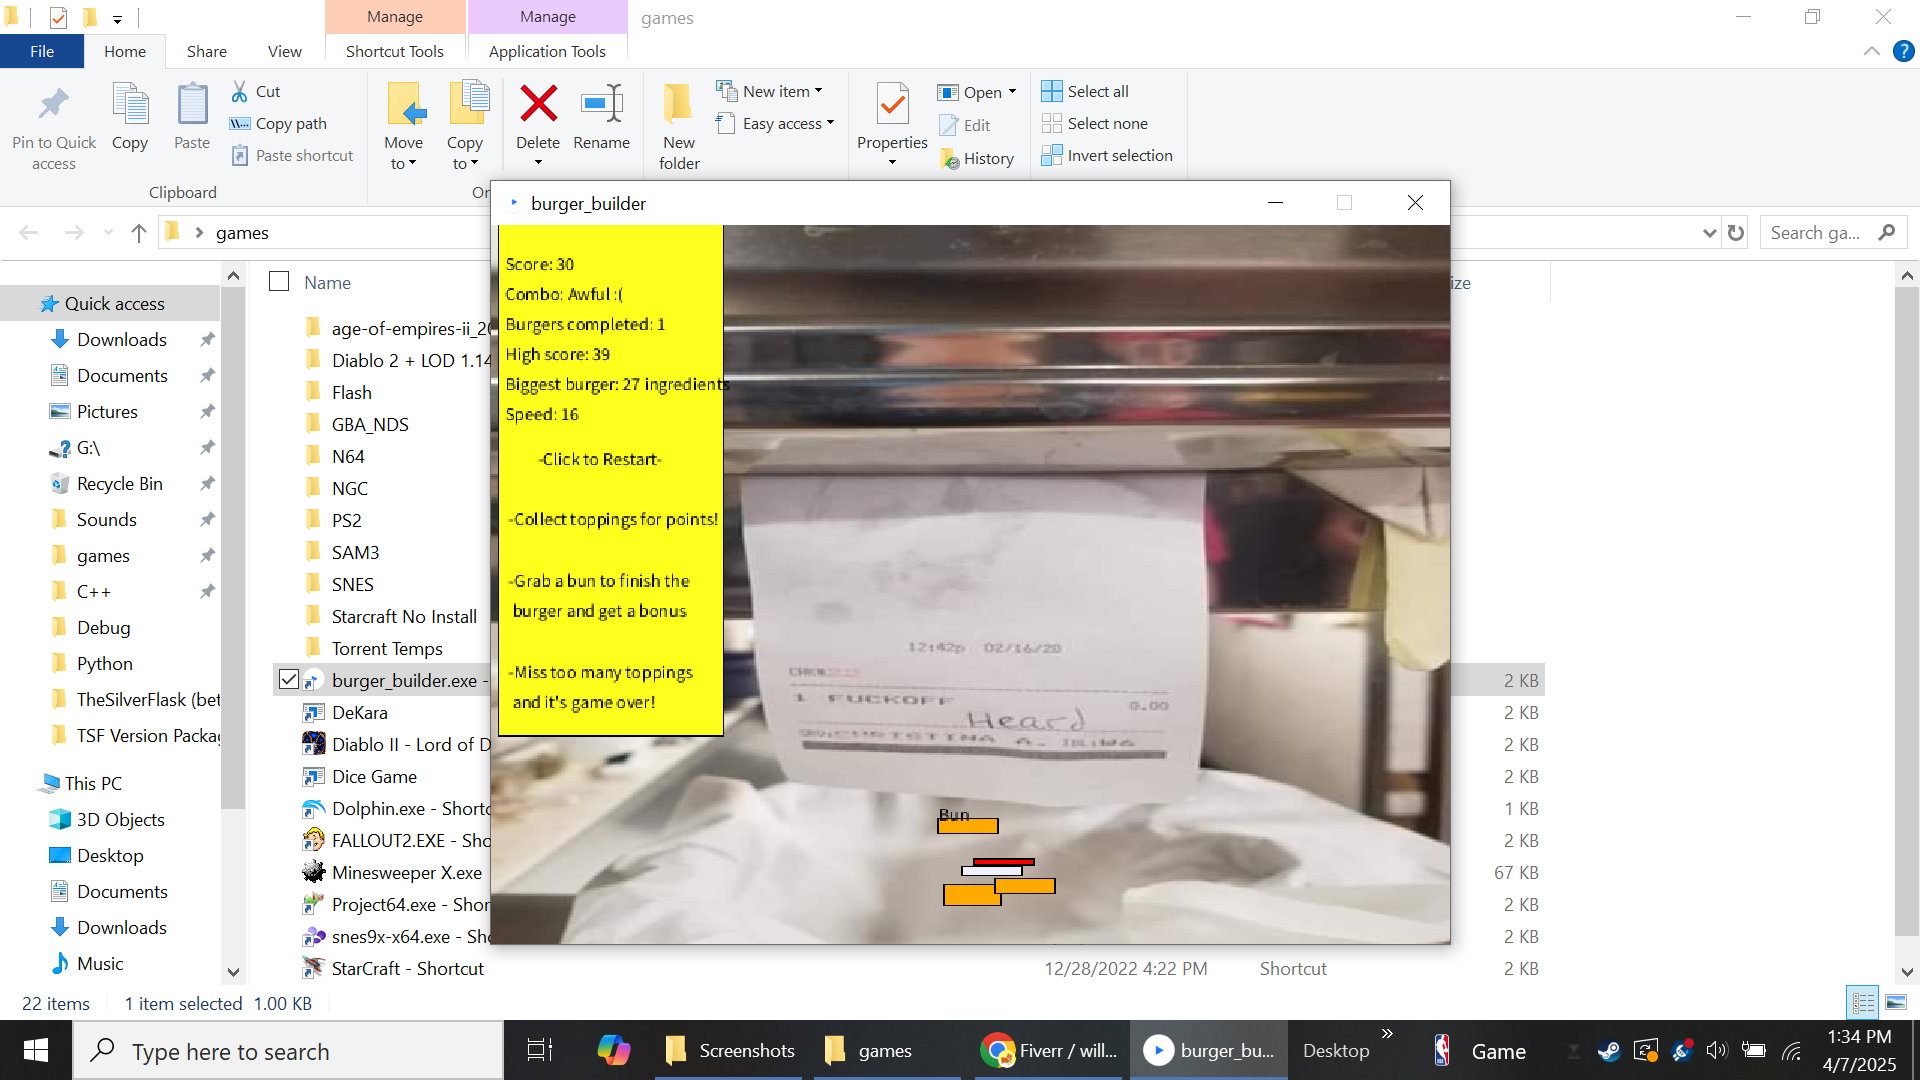 Manage
Manage
games
File
Home
Share
View
Shortcut Tools
Application Tools
Pin to Quick access
Copy
Paste
Cut
Copy path
Paste shortcut
Clipboard
Move to
Copy to
Delete
Rename
Or
New folder
New item
Easy access
Properties
Open
Edit
History
Select all
Select none
Invert selection
games
Search ga...
burger_builder
Quick access
Downloads
Documents
Pictures
G:\
Recycle Bin
Sounds
games
C++
Debug
Python
TheSilverFlask (bet
TSF Version Packag
This PC
3D Objects
Desktop
Documents
Downloads
Music
Name
ize
age-of-empires-ii_20
Diablo 2 + LOD 1.14
Flash
GBA_NDS
N64
NGC
PS2
SAM3
SNES
Starcraft No Install
Torrent Temps
burger_builder.exe - 
2 KB
DeKara
2 KB
Diablo II - Lord of D
2 KB
Dice Game
2 KB
Dolphin.exe - Shortc
1 KB
FALLOUT2.EXE - Sho
2 KB
Minesweeper X.exe
67 KB
Project64.exe - Shor
2 KB
snes9x-x64.exe - Sho
2 KB
StarCraft - Shortcut
12/28/2022 4:22 PM
Shortcut
2 KB
Score: 30
Combo: Awful :(
Burgers completed: 1
High score: 39
Biggest burger: 27 ingredients
Speed: 16
-Click to Restart-
-Collect toppings for points!
-Grab a bun to finish the
burger and get a bonus
-Miss too many toppings
and it's game over!
12:42p 02/16/20
1 FUCKOFF
0.00
Heard
Bun
22 items
1 item selected 1.00 KB
Type here to search
Screenshots
games
Fiverr / will...
burger_bu...
Desktop
Game
1:34 PM
4/7/2025